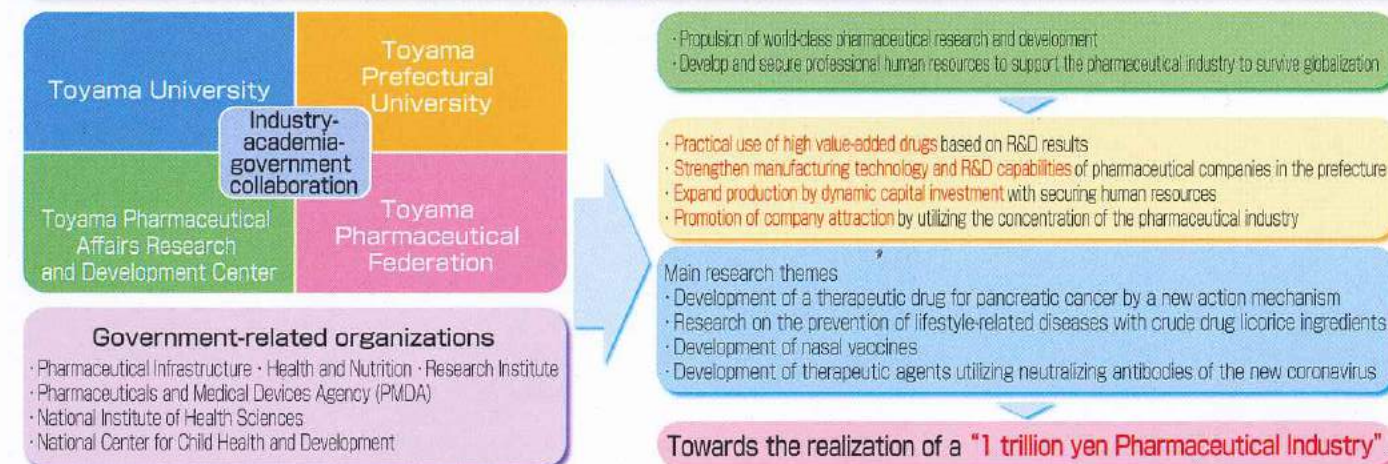 Toyama University
Toyama
Prefectural
University
Industry-
academia-
government
collaboration
Toyama Pharmaceutical
Affairs Research
and Development Center
Toyama
Pharmaceutical
Federation
Government-related organizations
· Pharmaceutical Infrastructure · Health and Nutrition · Research Institute
· Pharmaceuticals and Medical Devices Agency (PMDA)
· National Institute of Health Sciences
· National Center for Child Health and Development
· Propulsion of world-class pharmaceutical research and development
· Develop and secure professional human resources to support the pharmaceutical industry to survive globalization
· Practical use of high value-added drugs based on R&D results
· Strengthen manufacturing technology and R&D capabilities of pharmaceutical companies in the prefecture
· Expand production by dynamic capital investment with securing human resources
· Promotion of company attraction by utilizing the concentration of the pharmaceutical industry
Main research themes
· Development of a therapeutic drug for pancreatic cancer by a new action mechanism
· Research on the prevention of lifestyle-related diseases with crude drug licorice ingredients
· Development of nasal vaccines
· Development of therapeutic agents utilizing neutralizing antibodies of the new coronavirus
Towards the realization of a "1 trillion yen Pharmaceutical Industry"